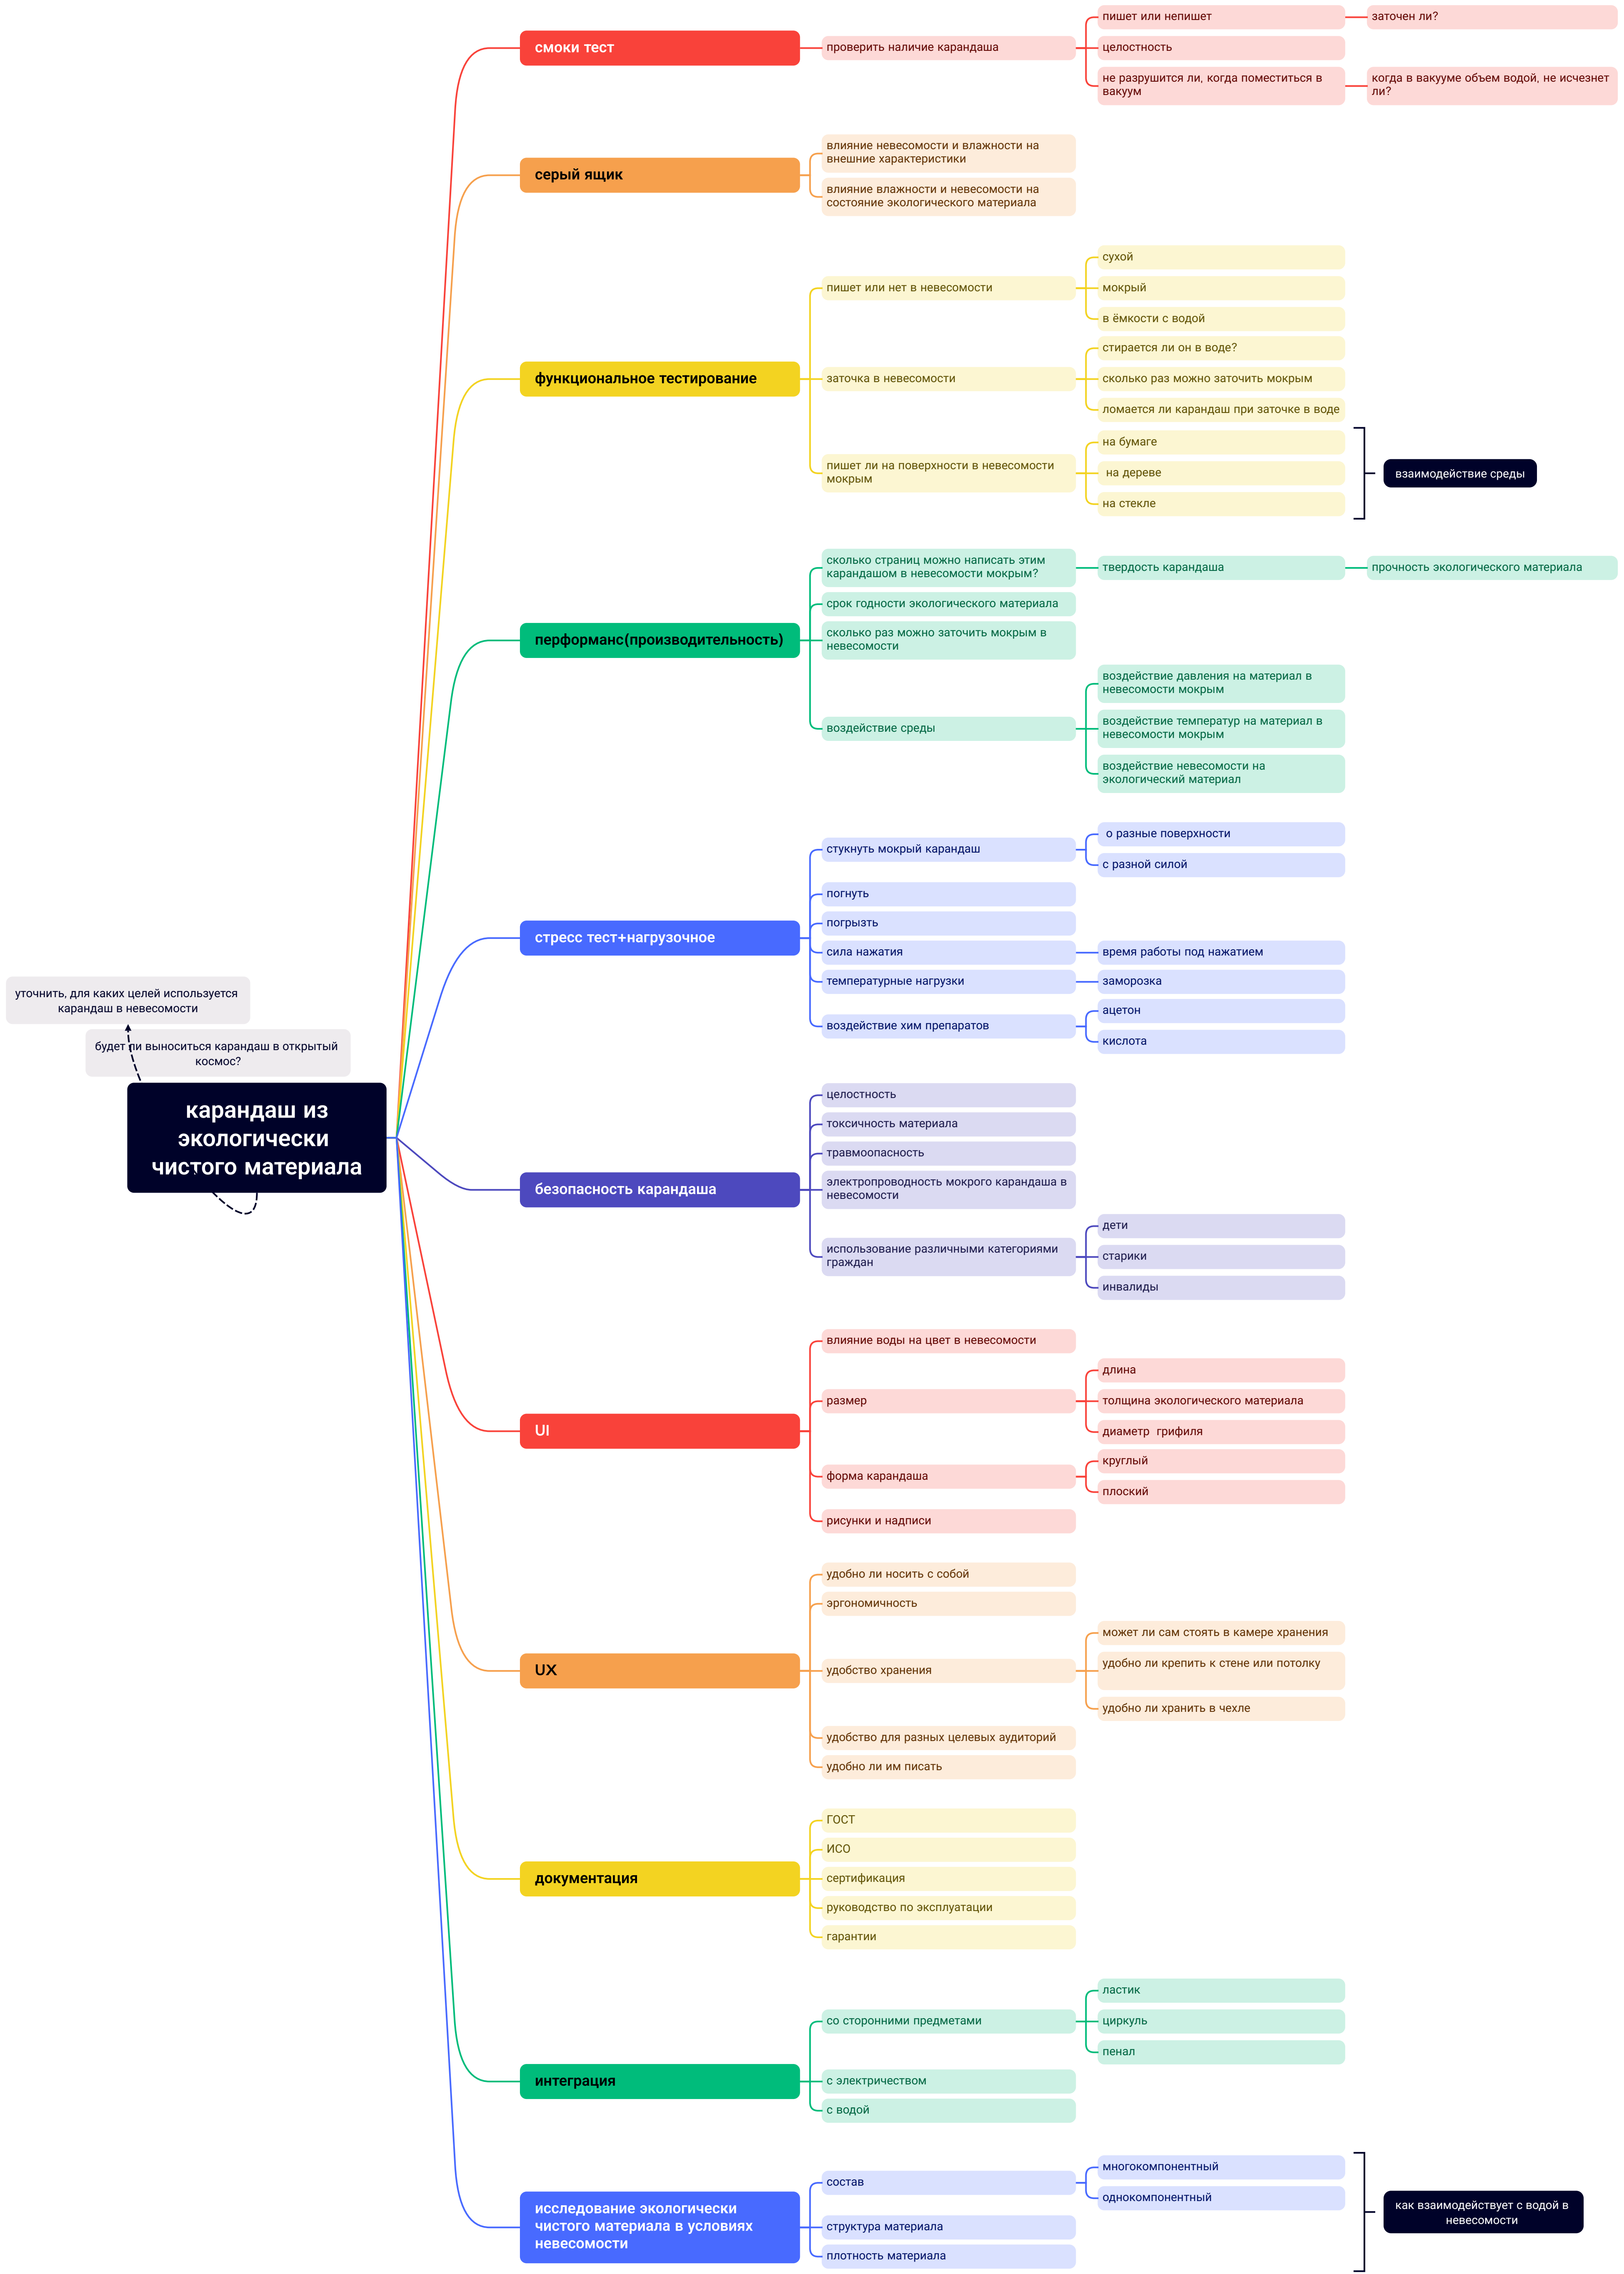 смоки тест
проверить наличие карандаша
пишет или непишет
заточен ли?
целостность
не разрушится ли, когда поместиться в
вакуум
когда в вакууме объем водой, не исчезнет
ли?
серый ящик
влияние невесомости и влажности на
внешние характеристики
влияние влажности и невесомости на
состояние экологического материала
функциональное тестирование
пишет или нет в невесомости
сухой
мокрый
в ёмкости с водой
заточка в невесомости
стирается ли он в воде?
сколько раз можно заточить мокрым
ломается ли карандаш при заточке в воде
пишет ли на поверхности в невесомости
мокрым
на бумаге
на дереве
на стекле
взаимодействие среды
перформанс(производительность)
сколько страниц можно написать этим
карандашом в невесомости мокрым?
твердость карандаша
прочность экологического материала
срок годности экологического материала
сколько раз можно заточить мокрым в
невесомости
воздействие среды
воздействие давления на материал в
невесомости мокрым
воздействие температур на материал в
невесомости мокрым
воздействие невесомости на
экологический материал
стресс тест+нагрузочное
стукнуть мокрый карандаш
о разные поверхности
с разной силой
погнуть
погрызть
сила нажатия
время работы под нажатием
температурные нагрузки
заморозка
воздействие хим препаратов
ацетон
кислота
уточнить, для каких целей используется
карандаш в невесомости
будет ли выноситься карандаш в открытый
космос?
карандаш из
экологически
чистого материала
безопасность карандаша
целостность
токсичность материала
травмоопасность
электропроводность мокрого карандаша в
невесомости
использование различными категориями
граждан
дети
старики
инвалиды
UI
влияние воды на цвет в невесомости
размер
длина
толщина экологического материала
диаметр  грифиля
форма карандаша
круглый
плоский
рисунки и надписи
UX
удобно ли носить с собой
эргономичность
удобство хранения
может ли сам стоять в камере хранения
удобно ли крепить к стене или потолку
удобно ли хранить в чехле
удобство для разных целевых аудиторий
удобно ли им писать
документация
ГОСТ
ИСО
сертификация
руководство по эксплуатации
гарантии
интеграция
со сторонними предметами
ластик
циркуль
пенал
с электричеством
с водой
исследование экологически
чистого материала в условиях
невесомости
состав
многокомпонентный
однокомпонентный
структура материала
плотность материала
как взаимодействует с водой в
невесомости